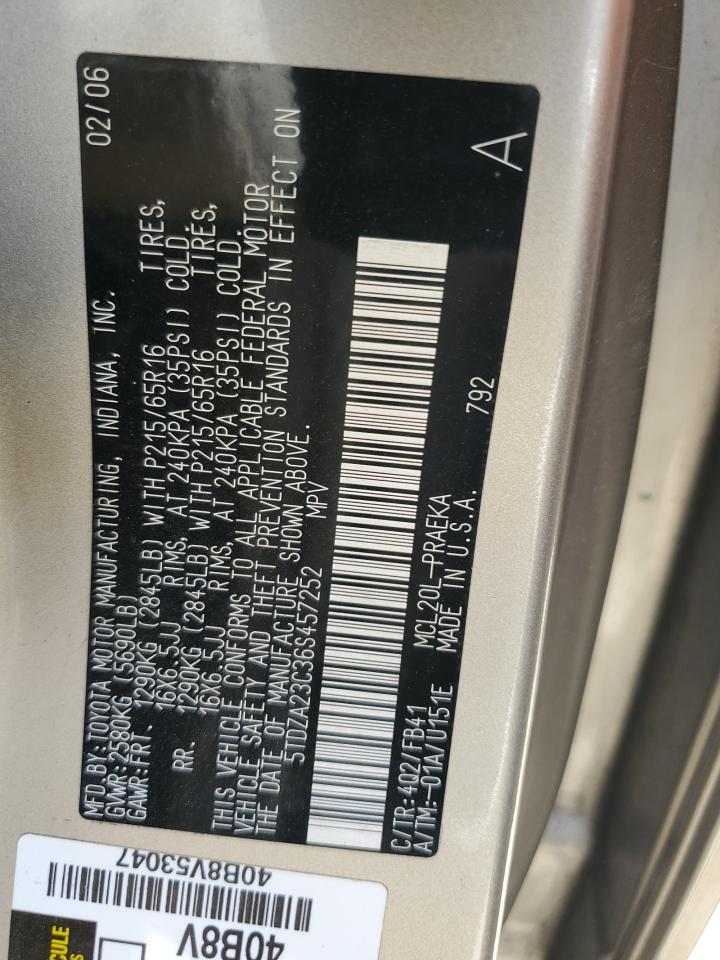 MFD.BY:TOYOTA MOTOR MANUFACTURING, INDIANA, INC. 02/06
GVWR:2580KG (5690LB)
GAWR:FRT. 1290KG (2845LB) WITH P215/65R16 TIRES,
16X6.5JJ RIMS, AT 240KPA (35PSI) COLD.
RR. 1290KG (2845LB) WITH P215/65R16 TIRES,
16X6.5JJ RIMS, AT 240KPA (35PSI) COLD.
THIS VEHICLE CONFORMS TO ALL APPLICABLE FEDERAL MOTOR
VEHICLE SAFETY AND THEFT PREVENTION STANDARDS IN EFFECT ON
THE DATE OF MANUFACTURE SHOWN ABOVE.
5TDZA23C36S457252 MPV
C/TR:4Q2/FB41 MCL20L-PRAEKA 792 A
A/TM:-01A/U151E MADE IN U.S.A.
40B8V53047
40B8V
CULE